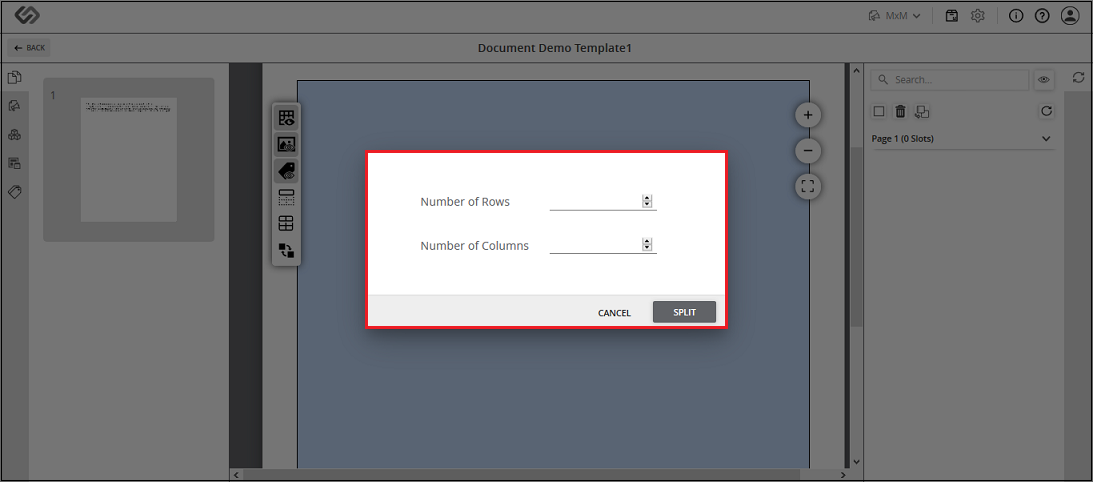 MxM
BACK
Document Demo Template1
1
Search...
Page 1 (0 Slots)
Number of Rows
Number of Columns
CANCEL
SPLIT